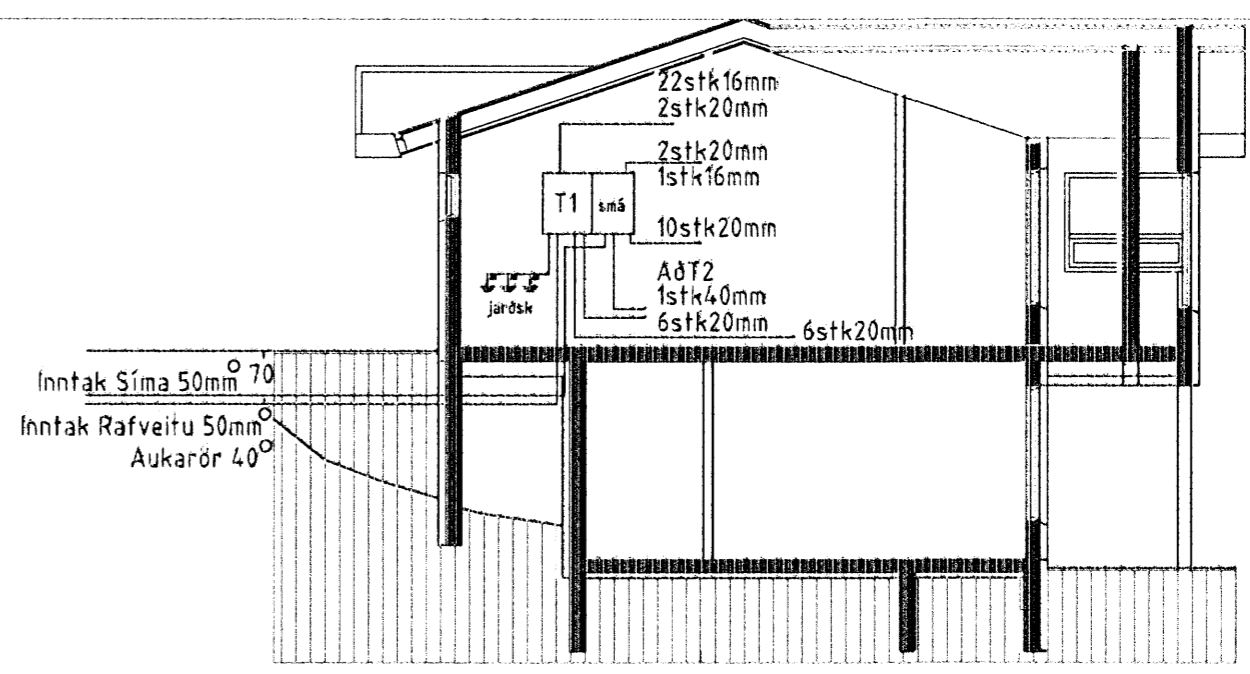 22stk16mm
2stk20mm
2stk20mm
1stk16mm
T1
smá
10stk20mm
AðT2
1stk40mm
6stk20mm
6stk20mm
jarðsk
Inntak Síma 50mm 70
Inntak Rafveitu 50mm
Aukarör 40